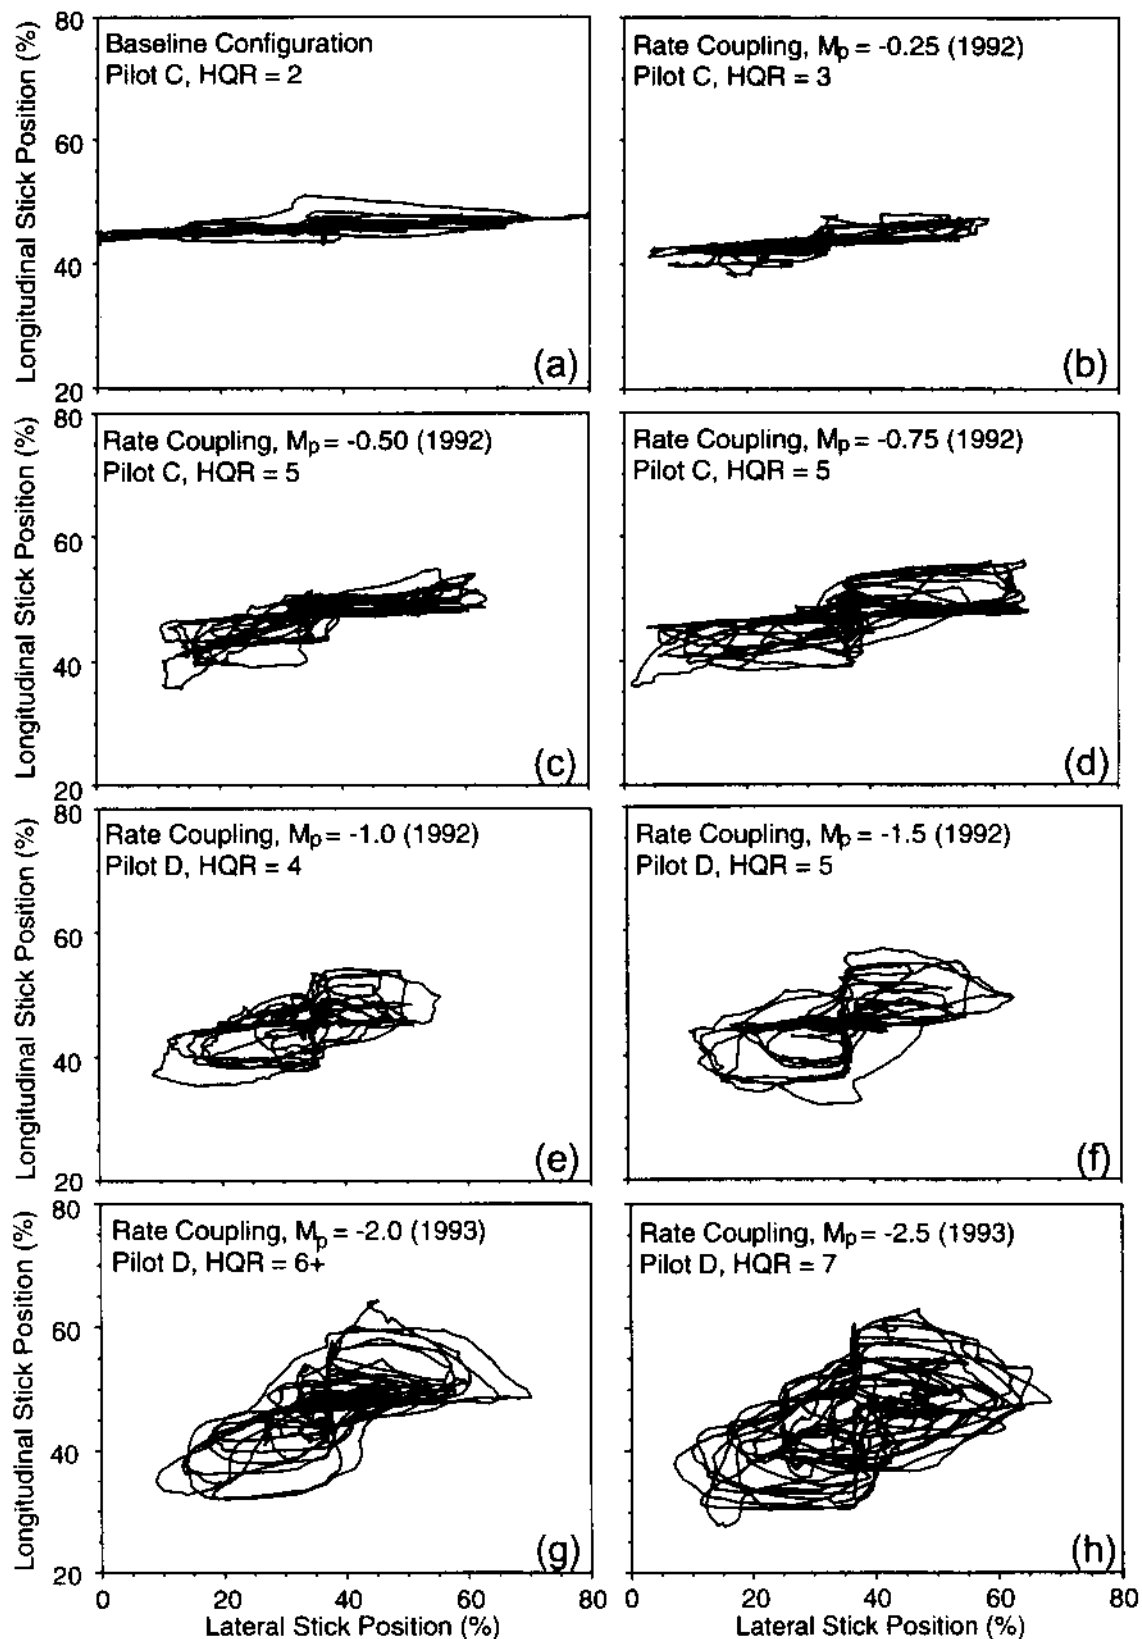 80
60
40
20
Longitudinal Stick Position (%)
Baseline Configuration
Pilot C, HQR = 2
(a)
Rate Coupling, Mp = -0.25 (1992)
Pilot C, HQR = 3
(b)
80
60
40
20
Longitudinal Stick Position (%)
Rate Coupling, Mp = -0.50 (1992)
Pilot C, HQR = 5
(c)
Rate Coupling, Mp = -0.75 (1992)
Pilot C, HQR = 5
(d)
80
60
40
20
Longitudinal Stick Position (%)
Rate Coupling, Mp = -1.0 (1992)
Pilot D, HQR = 4
(e)
Rate Coupling, Mp = -1.5 (1992)
Pilot D, HQR = 5
(f)
80
60
40
20
Longitudinal Stick Position (%)
Rate Coupling, Mp = -2.0 (1993)
Pilot D, HQR = 6+
(g)
Rate Coupling, Mp = -2.5 (1993)
Pilot D, HQR = 7
(h)
20 40 60 80
Lateral Stick Position (%)
0 20 40 60 80
Lateral Stick Position (%)